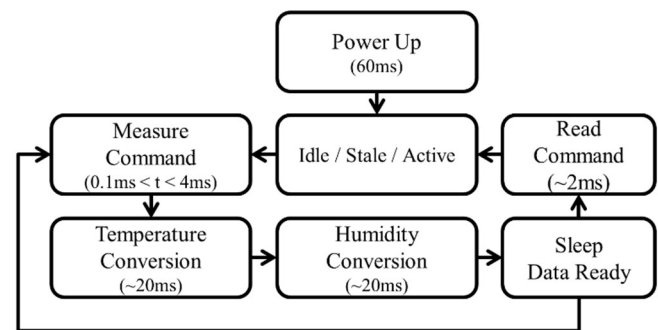 Power Up
(60ms)
Measure
Command
(0.1ms < t < 4ms)
Idle / Stale / Active
Read
Command
(~2ms)
Temperature
Conversion
(~20ms)
Humidity
Conversion
(~20ms)
Sleep
Data Ready